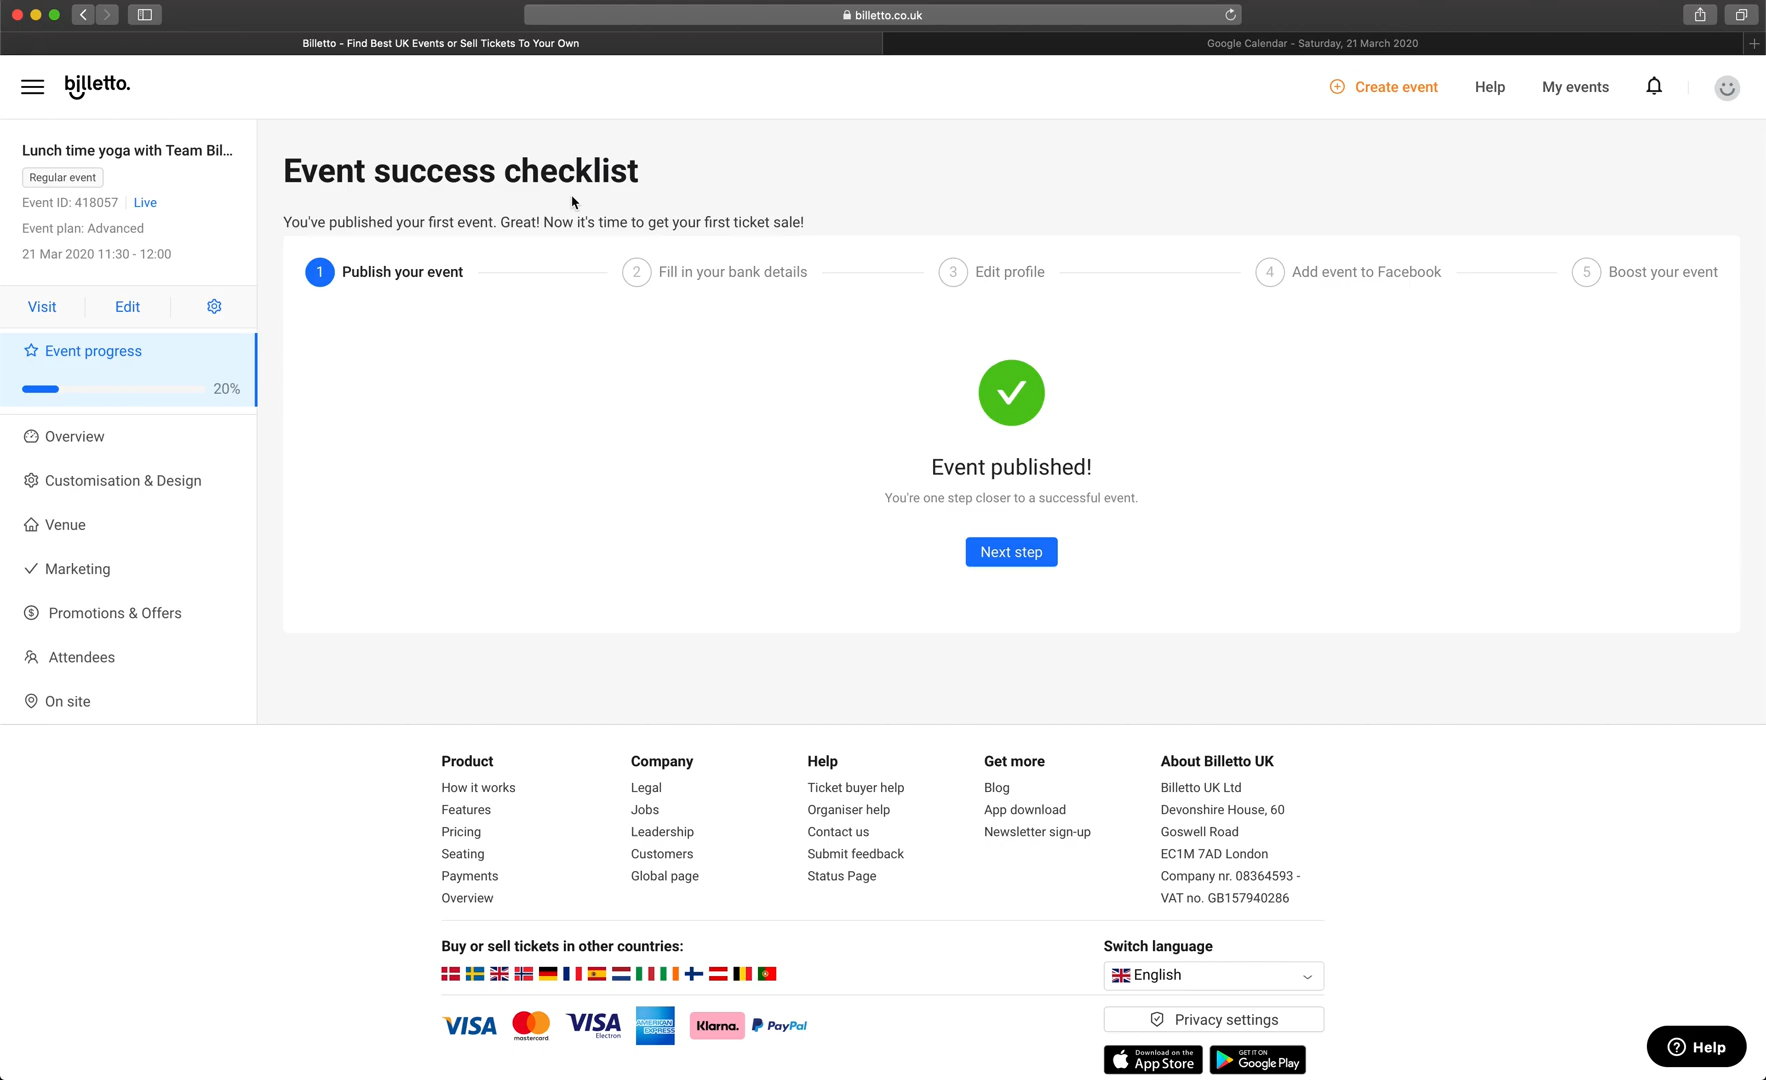 billetto.co.uk
Billetto - Find Best UK Events or Sell Tickets To Your Own
Google Calendar - Saturday, 21 March 2020
billetto.
Create event
Help
My events
Lunch time yoga with Team Bil...
Regular event
Event ID: 418057
Live
Event plan: Advanced
21 Mar 2020 11:30 - 12:00
Visit
Edit
Event progress
20%
Overview
Customisation & Design
Venue
Marketing
Promotions & Offers
Attendees
On site
Event success checklist
You've published your first event. Great! Now it's time to get your first ticket sale!
1 Publish your event
2 Fill in your bank details
3 Edit profile
4 Add event to Facebook
5 Boost your event
Event published!
You're one step closer to a successful event.
Next step
Product
How it works
Features
Pricing
Seating
Payments
Overview
Company
Legal
Jobs
Leadership
Customers
Global page
Help
Ticket buyer help
Organiser help
Contact us
Submit feedback
Status Page
Get more
Blog
App download
Newsletter sign-up
About Billetto UK
Billetto UK Ltd
Devonshire House, 60
Goswell Road
EC1M 7AD London
Company nr. 08364593 -
VAT no. GB157940286
Buy or sell tickets in other countries:
Switch language
English
VISA
mastercard
VISA
Electron
AMERICAN
EXPRESS
Klarna.
PayPal
Privacy settings
Download on the
App Store
GET IT ON
Google Play
Help